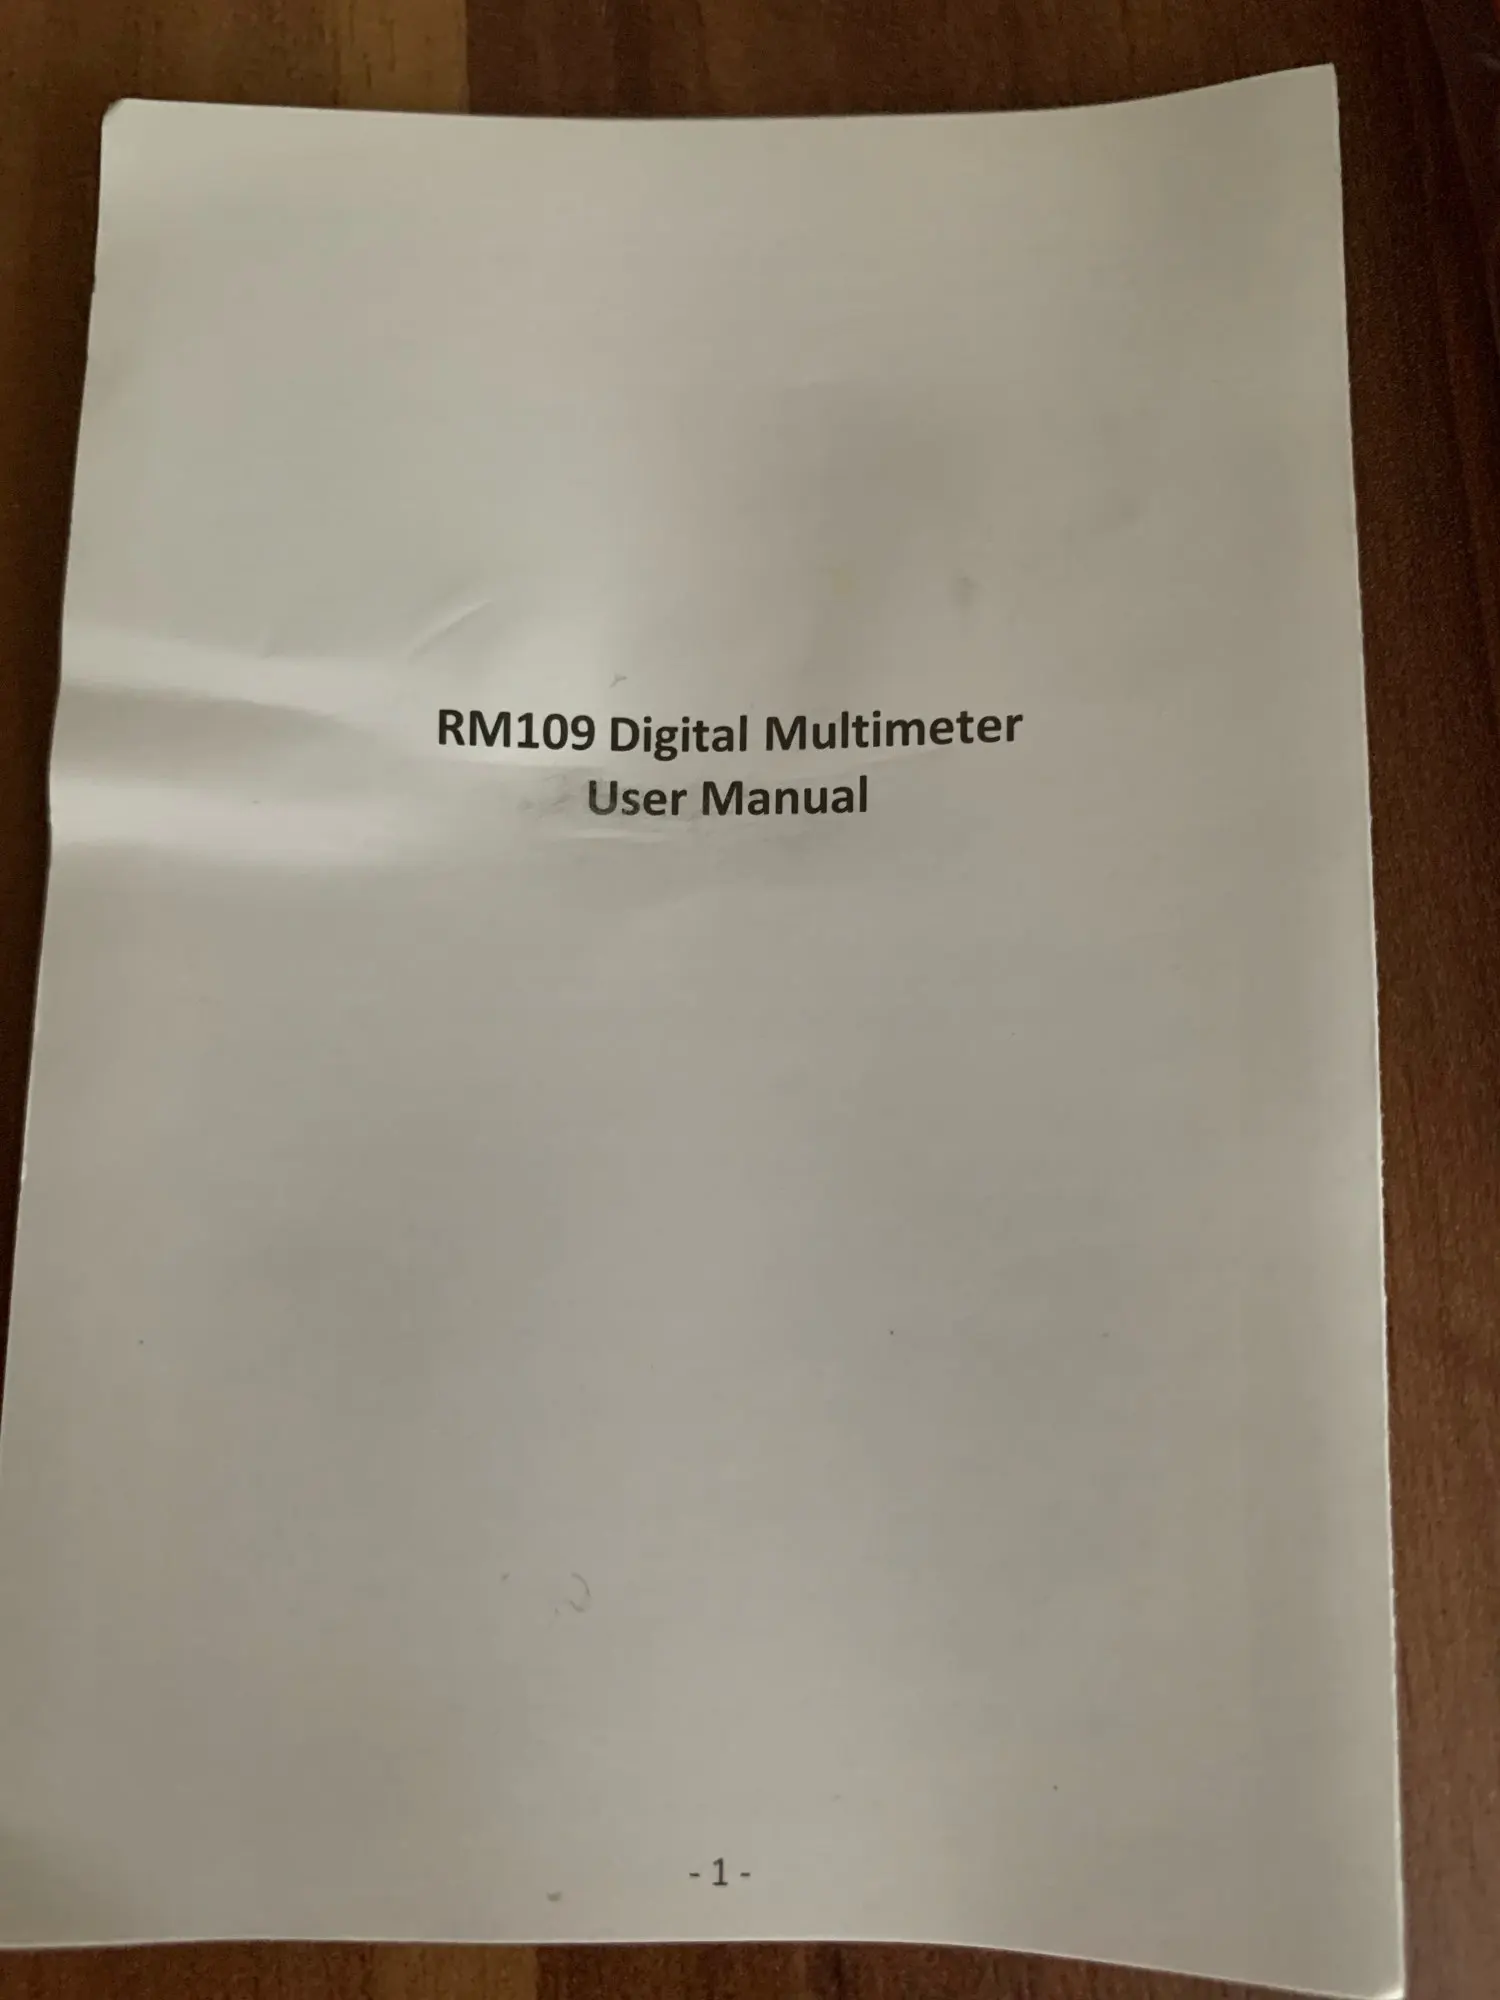 RM109 Digital Multimeter
User Manual
- 1 -